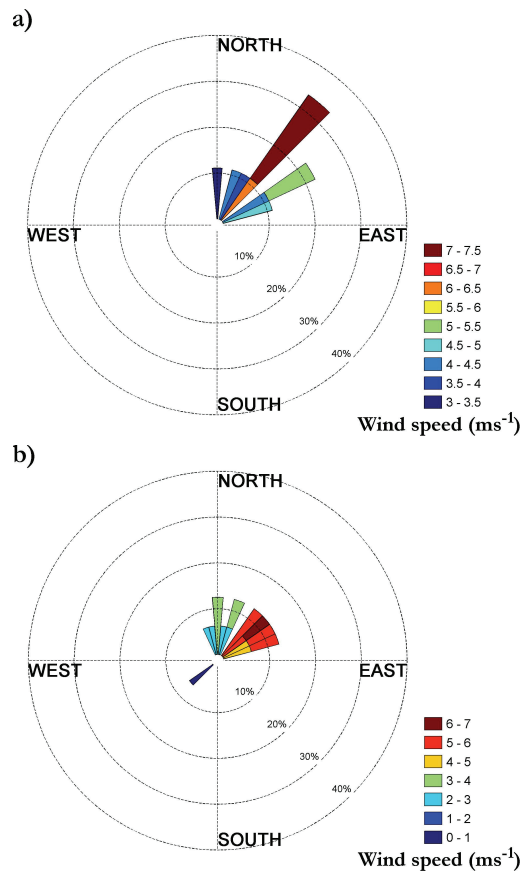 a)
NORTH
WEST
EAST
10%
20%
30%
40%
SOUTH
7 - 7.5
6.5 - 7
6 - 6.5
5.5 - 6
5 - 5.5
4.5 - 5
4 - 4.5
3.5 - 4
3 - 3.5
Wind speed (ms⁻¹)
b)
NORTH
WEST
EAST
10%
20%
30%
40%
SOUTH
6 - 7
5 - 6
4 - 5
3 - 4
2 - 3
1 - 2
0 - 1
Wind speed (ms⁻¹)